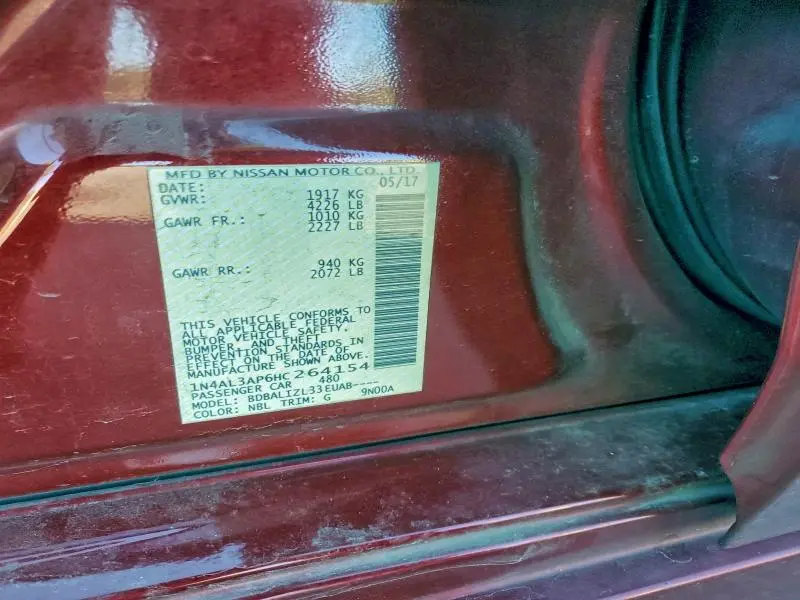 MFD BY NISSAN MOTOR CO., LTD.
DATE: 05/17
GVWR: 1917 KG
4226 LB
GAWR FR.: 1010 KG
2227 LB
GAWR RR.: 940 KG
2072 LB
THIS VEHICLE CONFORMS TO
ALL APPLICABLE FEDERAL
MOTOR VEHICLE SAFETY,
BUMPER, AND THEFT
PREVENTION STANDARDS IN
EFFECT ON THE DATE OF
MANUFACTURE SHOWN ABOVE.
1N4AL3AP6HC264154
PASSENGER CAR 480
MODEL: BDBALIZL33EUAB----
COLOR: NBL TRIM: G 9N00A